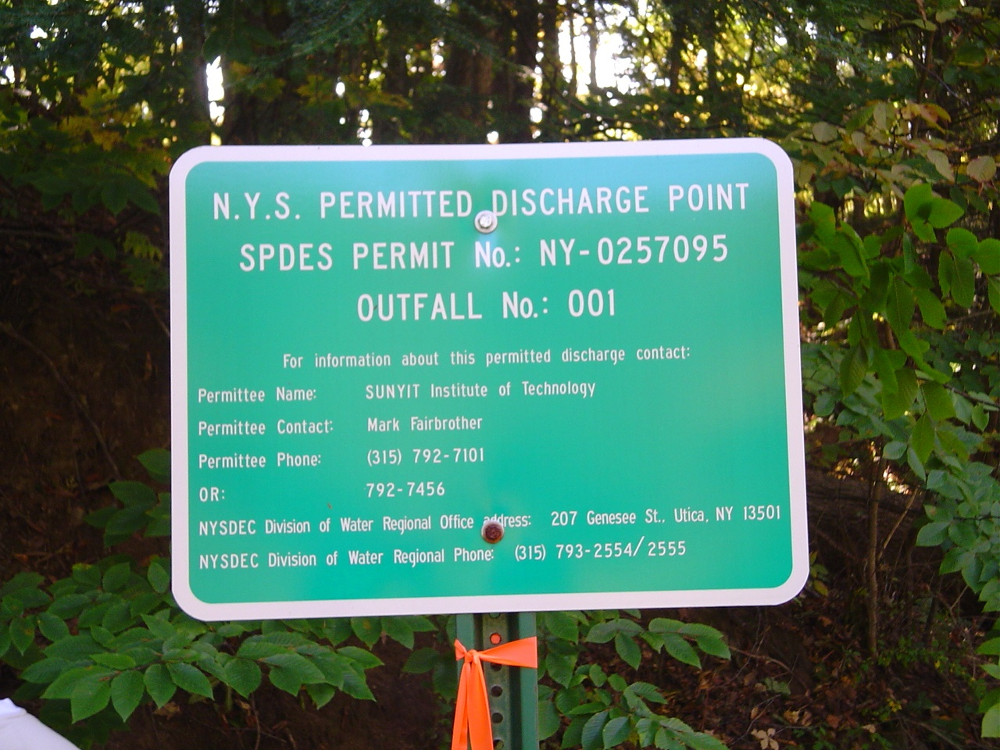 N.Y.S. PERMITTED DISCHARGE POINT
SPDES PERMIT No.: NY-0257095
OUTFALL No.: 001
For information about this permitted discharge contact:
Permittee Name: SUNYIT Institute of Technology
Permittee Contact: Mark Fairbrother
Permittee Phone: (315) 792-7101
OR: 792-7456
NYSDEC Division of Water Regional Office address: 207 Genesee St., Utica, NY 13501
NYSDEC Division of Water Regional Phone: (315) 793-2554/2555